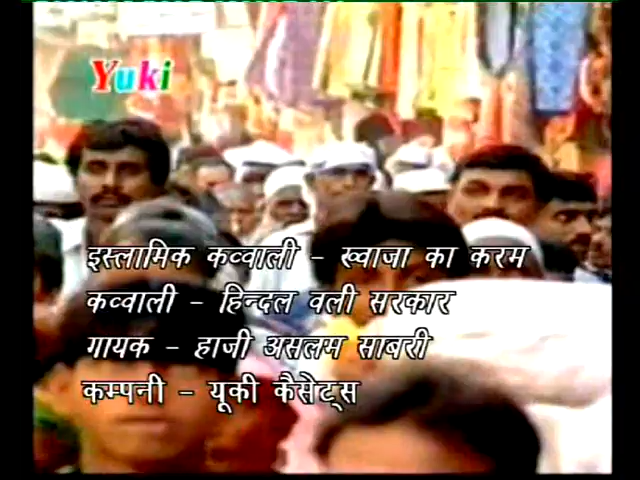 Yuki
इस्लामिक कव्वाली – ख्वाजा का करम
कव्वाली – हिन्दल वली सरकार
गायक – हाजी असलम साबरी
कम्पनी – यूकी कैसेट्स